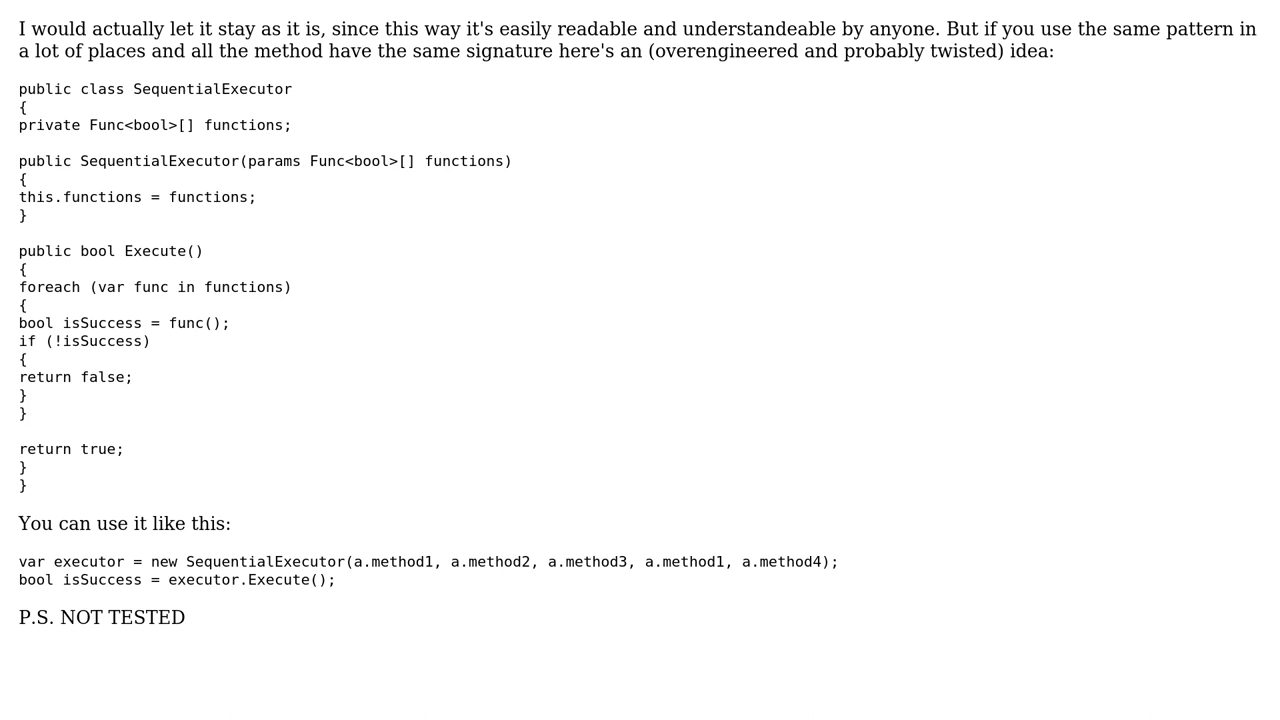 I would actually let it stay as it is, since this way it's easily readable and understandeable by anyone. But if you use the same pattern in
a lot of places and all the method have the same signature here's an (overengineered and probably twisted) idea:
public class SequentialExecutor
{
private Func<bool>[] functions;
public SequentialExecutor(params Func<bool>[] functions)
{
this.functions = functions;
}
public bool Execute()
{
foreach (var func in functions)
{
bool isSuccess = func();
if (!isSuccess)
{
return false;
}
}
return true;
}
}
You can use it like this:
var executor = new SequentialExecutor(a.method1, a.method2, a.method3, a.method1, a.method4);
bool isSuccess = executor.Execute();
P.S. NOT TESTED